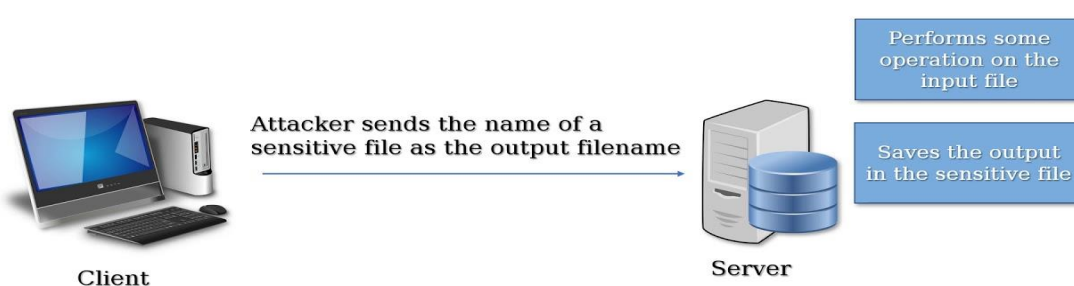 Performs some
operation on the
input file
Attacker sends the name of a
sensitive file as the output filename
Saves the output
in the sensitive file
Client
Server